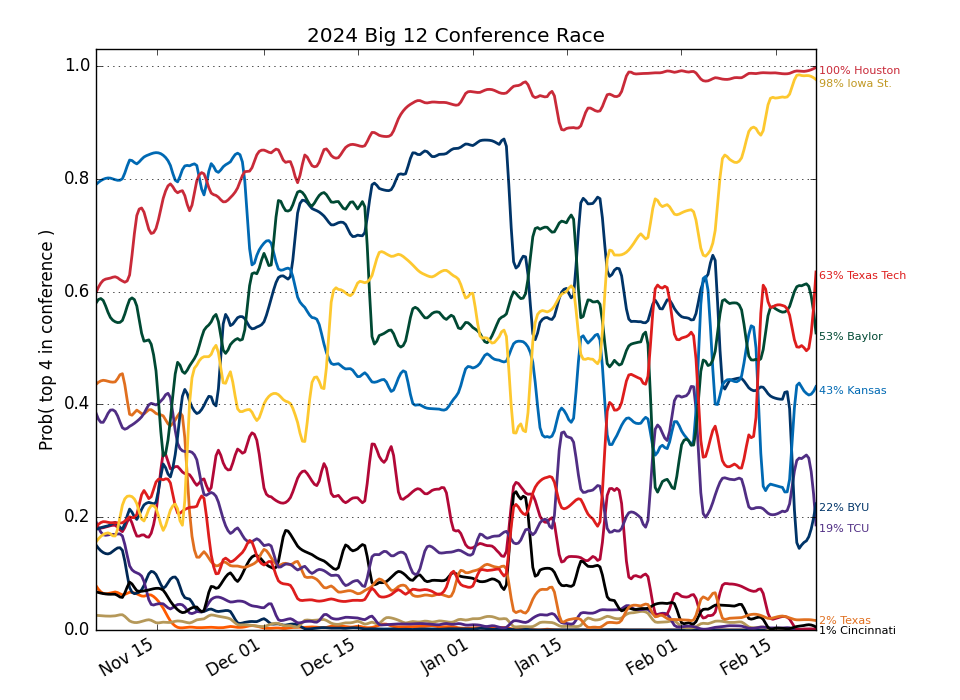 2024 Big 12 Conference Race
Prob( top 4 in conference )
1.0
0.8
0.6
0.4
0.2
0.0
100% Houston
98% Iowa St.
63% Texas Tech
53% Baylor
43% Kansas
22% BYU
19% TCU
2% Texas
1% Cincinnati
Nov 15
Dec 01
Dec 15
Jan 01
Jan 15
Feb 01
Feb 15